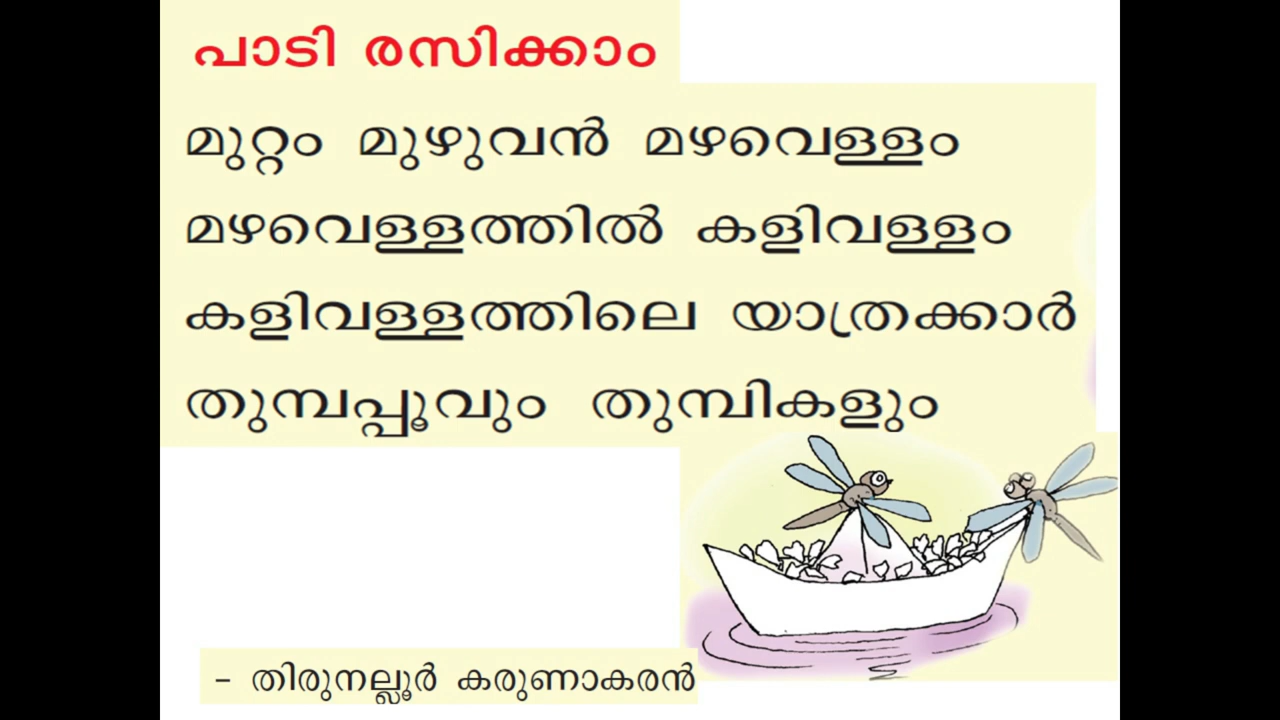 പാടി രസിക്കാം
മുറ്റം മുഴുവൻ മഴവെള്ളം
മഴവെള്ളത്തിൽ കളിവള്ളം
കളിവള്ളത്തിലെ യാത്രക്കാർ
തുമ്പപ്പൂവും തുമ്പികളും
- തിരുനല്ലൂർ കരുണാകരൻ